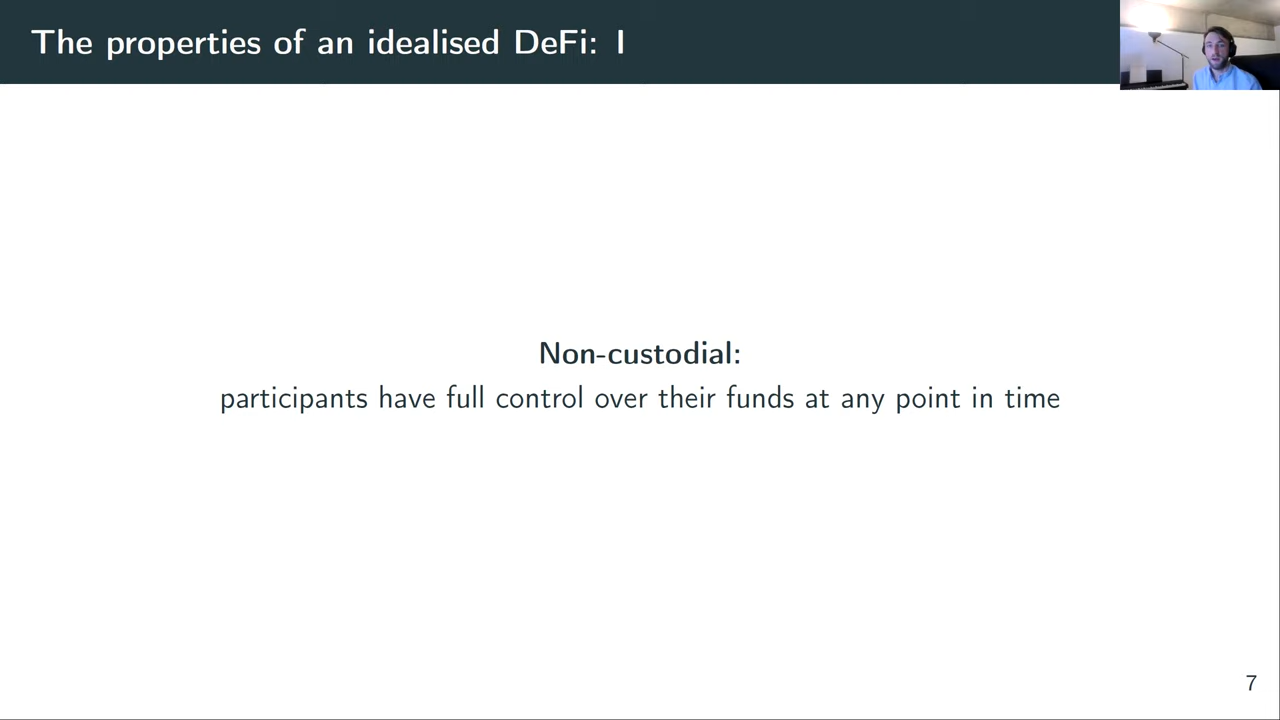 The properties of an idealised DeFi: I
Non-custodial:
participants have full control over their funds at any point in time
7